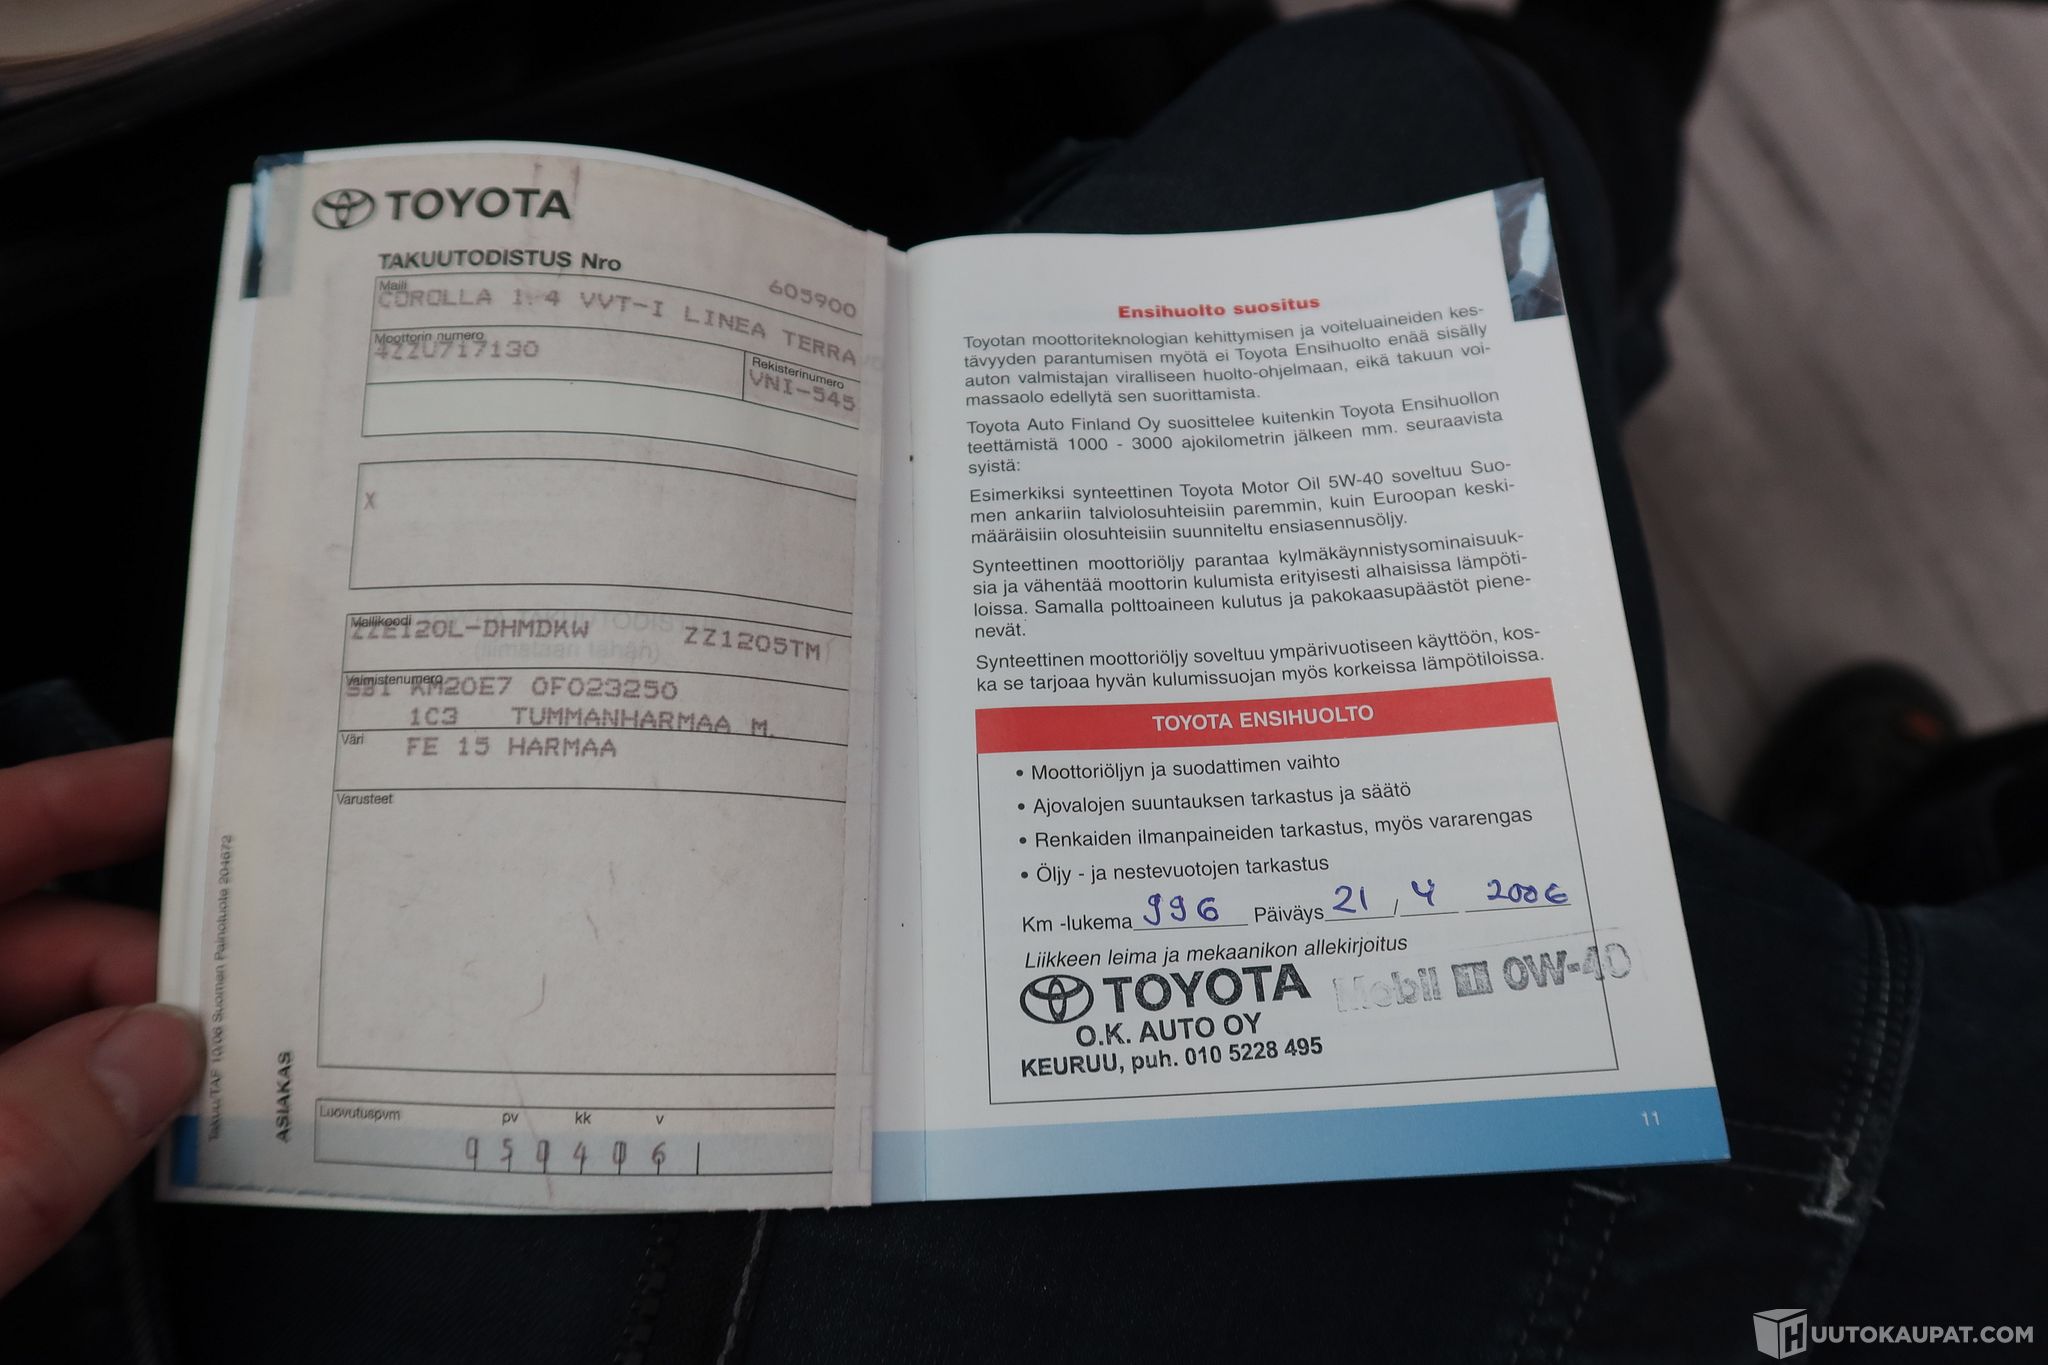 TOYOTA
TAKUUTODISTUS Nro
605900
Malli
COROLLA 1.4 VVT-I LINEA TERRA
Moottorin numero
4ZZU717130
Rekisterinumero
VNI-545
X
Mallikoodi
ZZE120L-DHMDKW ZZ1205TM
Valmistenumero
SB1 KM20E7 0F023250
1C3 TUMMANHARMAA M.
Väri
FE 15 HARMAA
Varusteet
Luovutuspvm pv kk v
050406
ASIAKAS
Takuu/TAF 10/06 Suomen Painotuote 204672
Ensihuolto suositus
Toyotan moottoriteknologian kehittymisen ja voiteluaineiden kes-
tävyyden parantumisen myötä ei Toyota Ensihuolto enää sisälly
auton valmistajan viralliseen huolto-ohjelmaan, eikä takuun voi-
massaolo edellytä sen suorittamista.
Toyota Auto Finland Oy suosittelee kuitenkin Toyota Ensihuollon
teettämistä 1000 - 3000 ajokilometrin jälkeen mm. seuraavista
syistä:
Esimerkiksi synteettinen Toyota Motor Oil 5W-40 soveltuu Suo-
men ankariin talviolosuhteisiin paremmin, kuin Euroopan keski-
määräisiin olosuhteisiin suunniteltu ensiasennusöljy.
Synteettinen moottoriöljy parantaa kylmäkäynnistysominaisuuk-
sia ja vähentää moottorin kulumista erityisesti alhaisissa lämpöti-
loissa. Samalla polttoaineen kulutus ja pakokaasupäästöt piene-
nevät.
Synteettinen moottoriöljy soveltuu ympärivuotiseen käyttöön, kos-
ka se tarjoaa hyvän kulumissuojan myös korkeissa lämpötiloissa.
TOYOTA ENSIHUOLTO
• Moottoriöljyn ja suodattimen vaihto
• Ajovalojen suuntauksen tarkastus ja säätö
• Renkaiden ilmanpaineiden tarkastus, myös vararengas
• Öljy - ja nestevuotojen tarkastus
Km -lukema 996 Päiväys 21 / 4 2006
Liikkeen leima ja mekaanikon allekirjoitus
TOYOTA Mobil 1 0W-40
O.K. AUTO OY
KEURUU, puh. 010 5228 495
11
HUUTOKAUPAT.COM